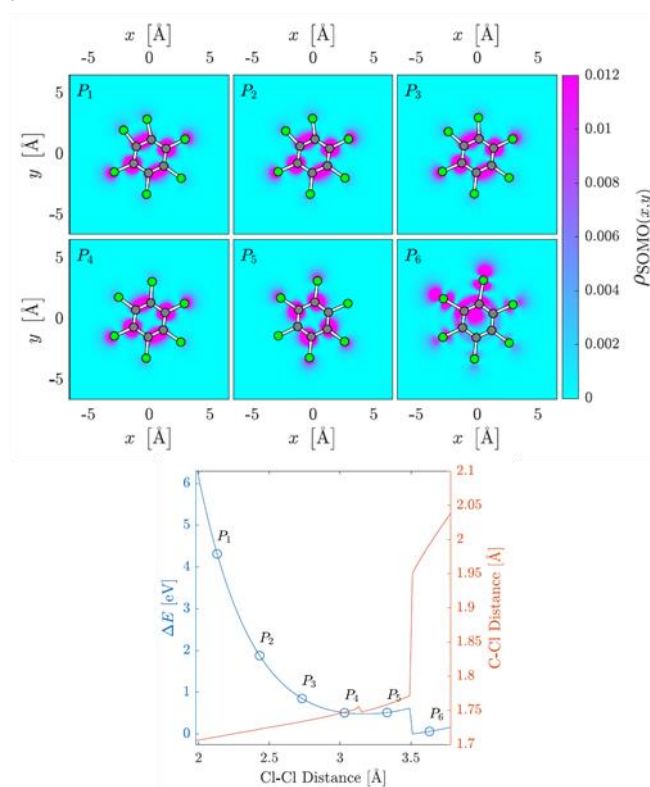 x [Å]
x [Å]
x [Å]
-5 0 5
-5 0 5
-5 0 5
5
0
-5
y [Å]
P1
P2
P3
5
0
-5
y [Å]
P4
P5
P6
-5 0 5
-5 0 5
-5 0 5
x [Å]
x [Å]
x [Å]
0.012
0.01
0.008
0.006
0.004
0.002
0
ρSOMO(x,y)
6
5
4
3
2
1
0
ΔE [eV]
P1
P2
P3
P4
P5
P6
2.1
2.05
2
1.95
1.9
1.85
1.8
1.75
1.7
C-Cl Distance [Å]
2 2.5 3 3.5
Cl-Cl Distance [Å]